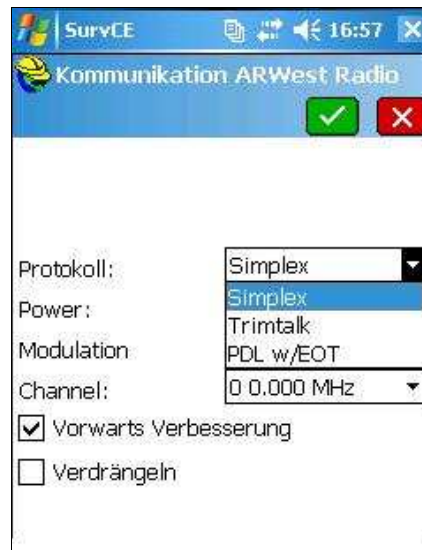 SurvCE 16:57
Kommunikation ARWest Radio
Protokoll: Simplex
Simplex
Power:
Trimtalk
Modulation PDL w/EOT
Channel: 0 0.000 MHz
Vorwarts Verbesserung
Verdrängeln